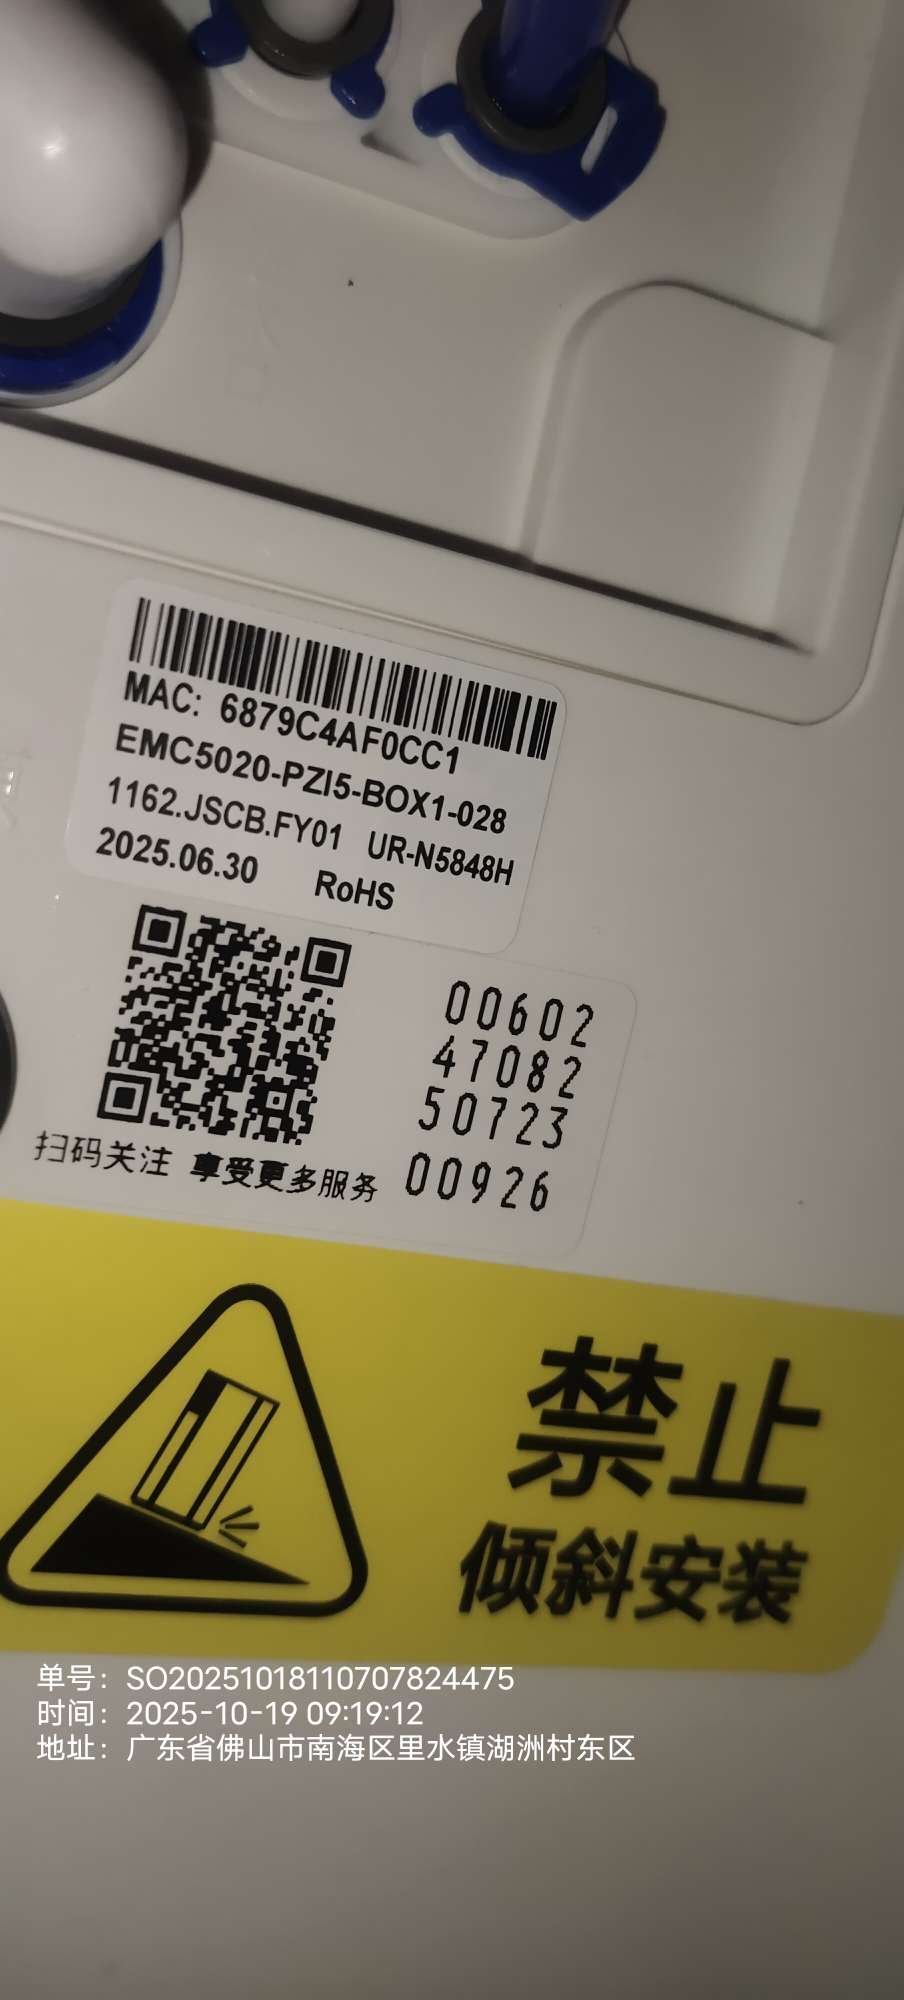 MAC: 6879C4AF0CC1
EMC5020-PZI5-BOX1-028
1162.JSCB.FY01 UR-N5848H
2025.06.30 RoHS
00602
47082
50723
00926
扫码关注 享受更多服务
禁止
倾斜安装
单号：SO20251018110707824475
时间：2025-10-19 09:19:12
地址：广东省佛山市南海区里水镇湖洲村东区